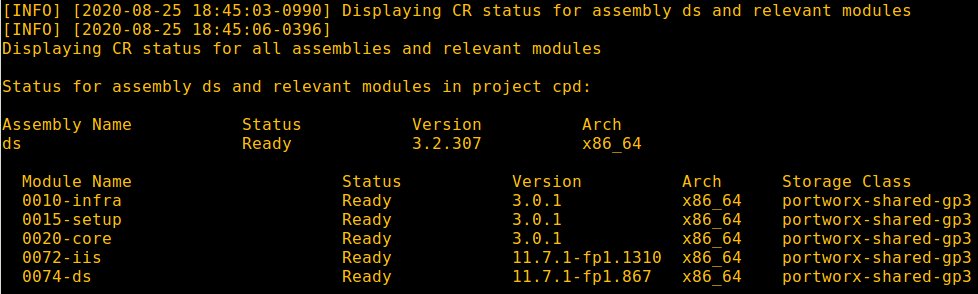 [INFO] [2020-08-25 18:45:03-0990] Displaying CR status for assembly ds and relevant modules
[INFO] [2020-08-25 18:45:06-0396]
Displaying CR status for all assemblies and relevant modules
Status for assembly ds and relevant modules in project cpd:
Assembly Name Status Version Arch
ds Ready 3.2.307 x86_64
Module Name Status Version Arch Storage Class
0010-infra Ready 3.0.1 x86_64 portworx-shared-gp3
0015-setup Ready 3.0.1 x86_64 portworx-shared-gp3
0020-core Ready 3.0.1 x86_64 portworx-shared-gp3
0072-iis Ready 11.7.1-fp1.1310 x86_64 portworx-shared-gp3
0074-ds Ready 11.7.1-fp1.867 x86_64 portworx-shared-gp3